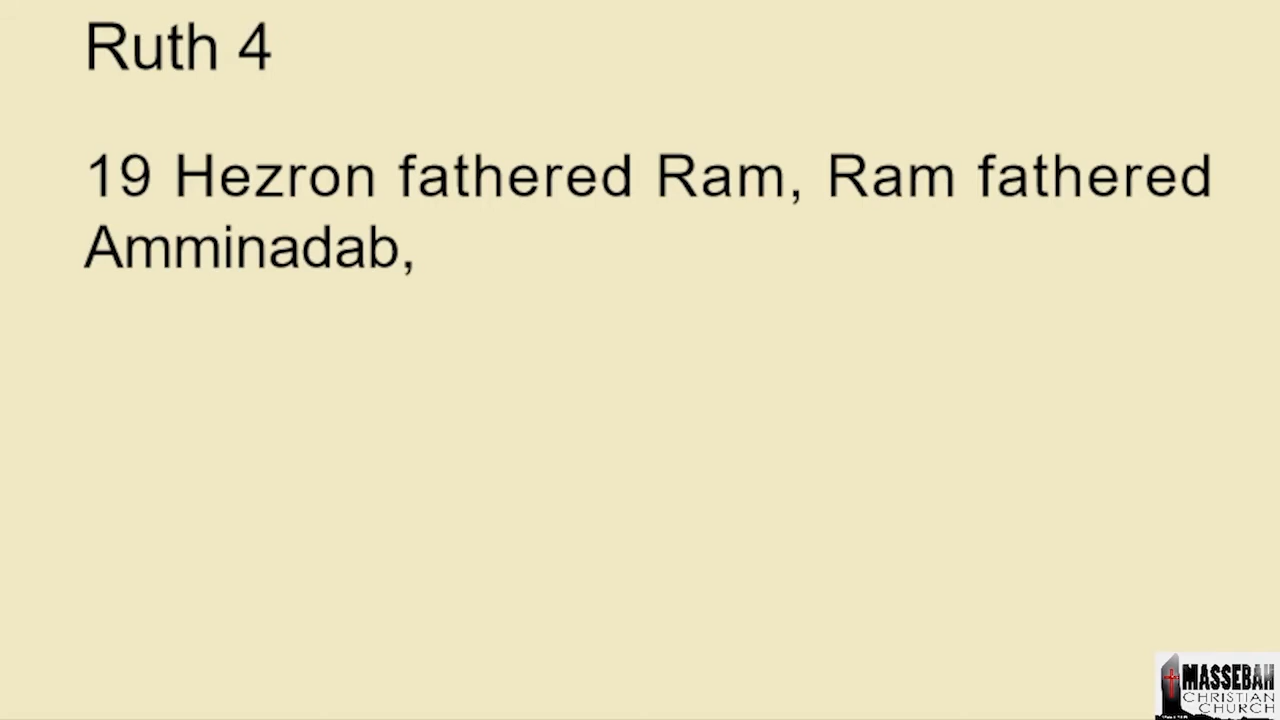 Ruth 4
19 Hezron fathered Ram, Ram fathered
Amminadab,
MASSEBAH
CHRISTIAN
CHURCH